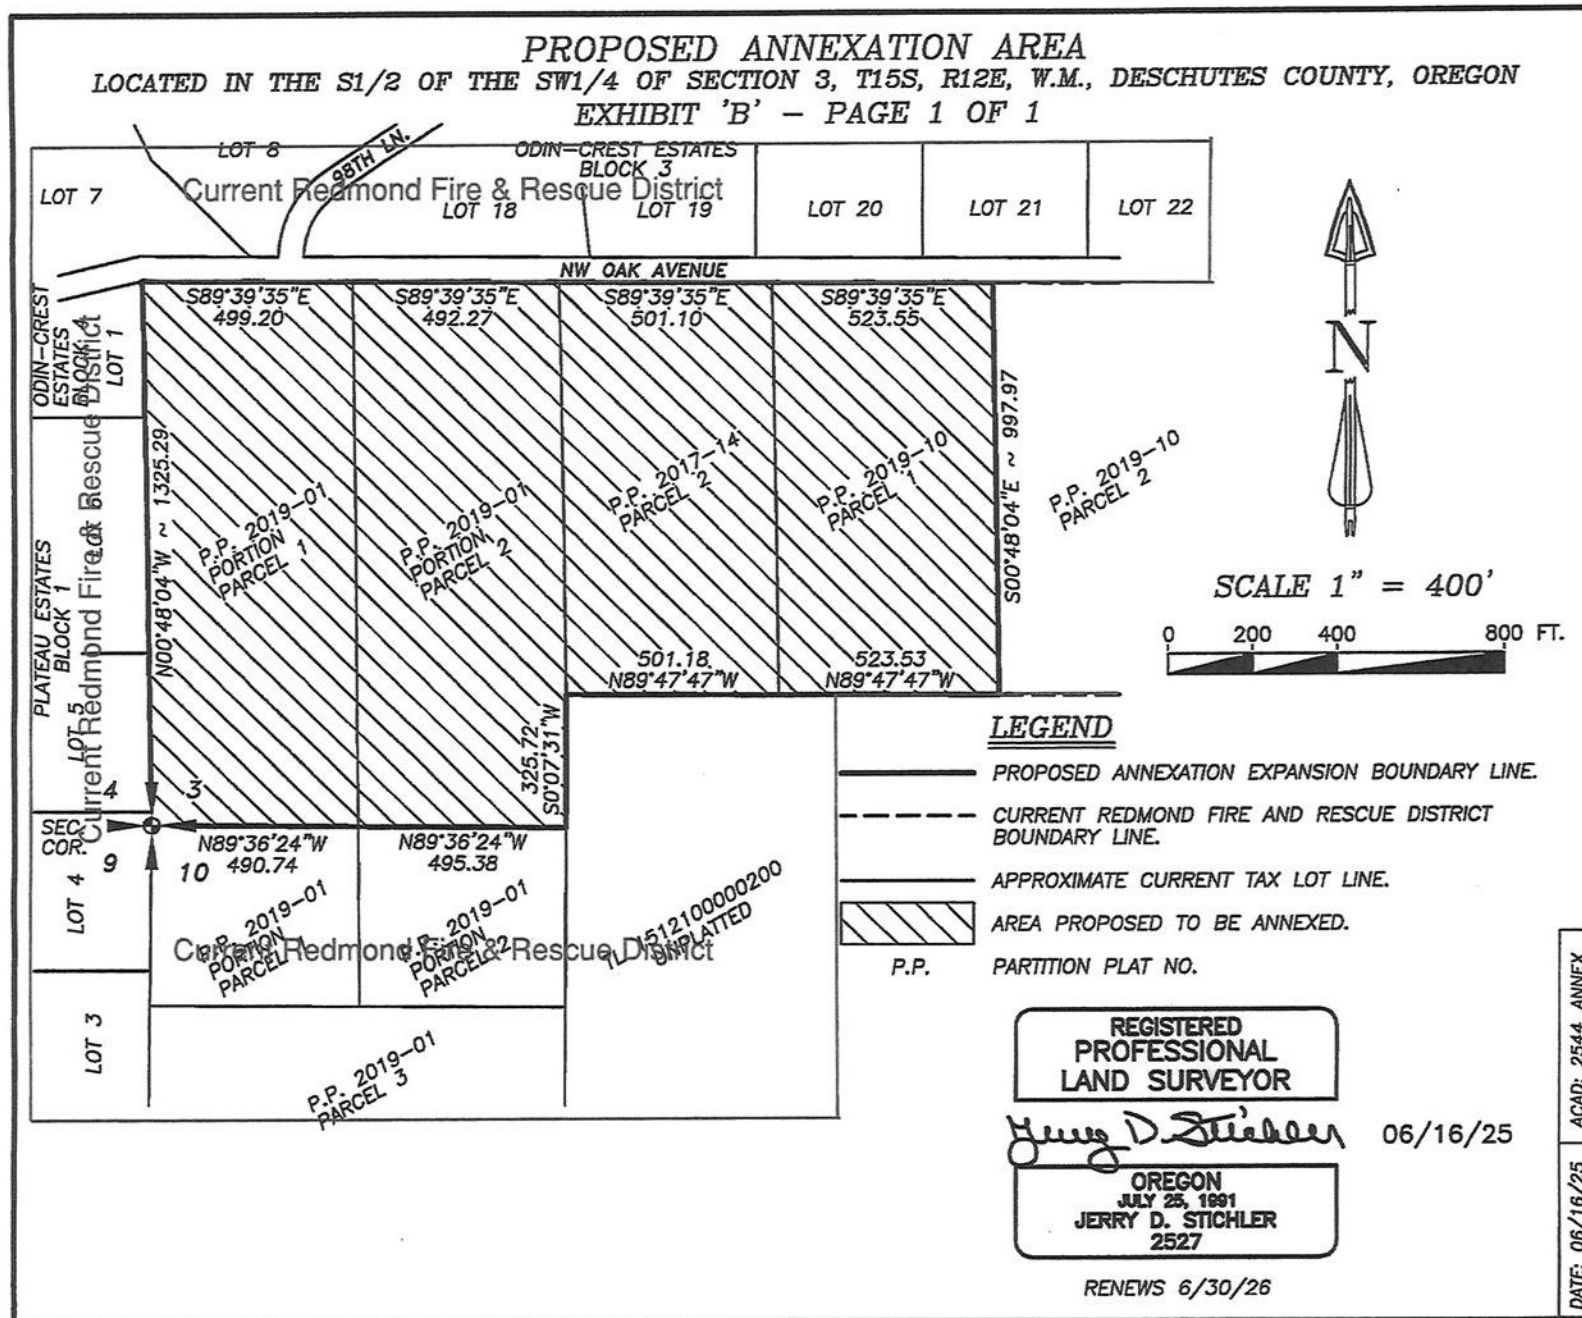 PROPOSED ANNEXATION AREA
LOCATED IN THE S1/2 OF THE SW1/4 OF SECTION 3, T15S, R12E, W.M., DESCHUTES COUNTY, OREGON
EXHIBIT 'B' - PAGE 1 OF 1
LOT 7
LOT 8
98TH LN.
ODIN-CREST ESTATES
BLOCK 3
Current Redmond Fire & Rescue District
LOT 18
LOT 19
LOT 20
LOT 21
LOT 22
NW OAK AVENUE
S89°39'35"E
499.20
S89°39'35"E
492.27
S89°39'35"E
501.10
S89°39'35"E
523.55
ODIN-CREST
ESTATES
BLOCK 4
LOT 1
Current Redmond Fire & Rescue District
PLATEAU ESTATES
BLOCK 1
LOT 5
N00°48'04"W ~ 1325.29
P.P. 2019-01
PORTION
PARCEL 1
P.P. 2019-01
PORTION
PARCEL 2
P.P. 2017-14
PARCEL 2
P.P. 2019-10
PARCEL 1
S00°48'04"E ~ 997.97
P.P. 2019-10
PARCEL 2
501.18
N89°47'47"W
523.53
N89°47'47"W
325.72
S0°07'31"W
4
3
SEC.
COR.
9
10
N89°36'24"W
490.74
N89°36'24"W
495.38
LOT 4
LOT 3
P.P. 2019-01
PORTION
PARCEL 1
P.P. 2019-01
PORTION
PARCEL 2
TL 1512100000200
UNPLATTED
Current Redmond Fire & Rescue District
P.P. 2019-01
PARCEL 3
N
SCALE 1" = 400'
0 200 400 800 FT.
LEGEND
PROPOSED ANNEXATION EXPANSION BOUNDARY LINE.
CURRENT REDMOND FIRE AND RESCUE DISTRICT
BOUNDARY LINE.
APPROXIMATE CURRENT TAX LOT LINE.
AREA PROPOSED TO BE ANNEXED.
P.P. PARTITION PLAT NO.
REGISTERED
PROFESSIONAL
LAND SURVEYOR
Jerry D. Stichler
06/16/25
OREGON
JULY 25, 1991
JERRY D. STICHLER
2527
RENEWS 6/30/26
DATE: 06/16/25
ACAD: 2544 ANNEX